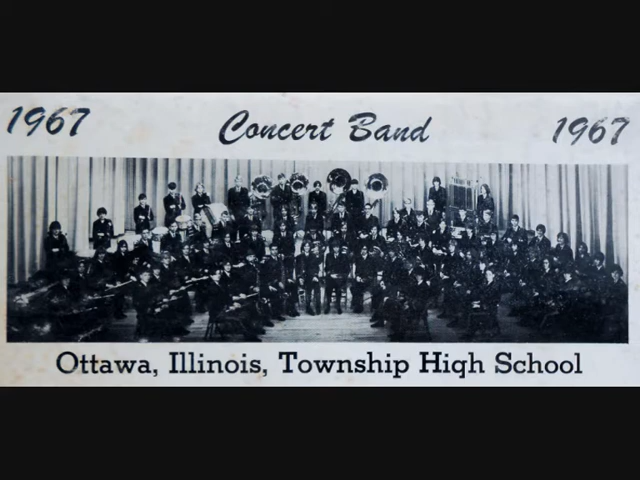 1967 Concert Band 1967
Ottawa, Illinois, Township High School